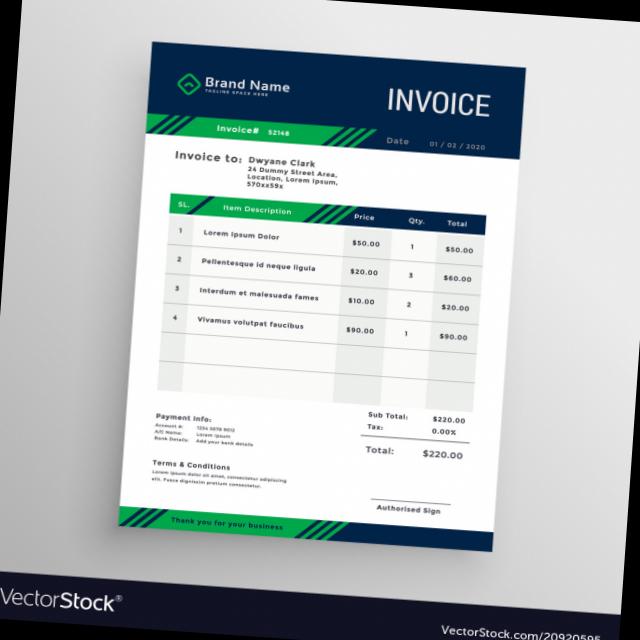 Brand Name
TAGLINE SPACE HERE
INVOICE
Invoice# 52148
Date 01 / 02 / 2020
Invoice to: Dwyane Clark
24 Dummy Street Area,
Location, Lorem Ipsum,
570xx59x
SL. Item Description Price Qty. Total
1 Lorem Ipsum Dolor $50.00 1 $50.00
2 Pellentesque id neque ligula $20.00 3 $60.00
3 Interdum et malesuada fames $10.00 2 $20.00
4 Vivamus volutpat faucibus $90.00 1 $90.00
Sub Total: $220.00
Tax: 0.00%
Total: $220.00
Payment Info:
Account #: 1234 5678 9012
A/C Name: Lorem Ipsum
Bank Details: Add your bank details
Terms & Conditions
Lorem ipsum dolor sit amet, consectetur adipiscing
elit. Fusce dignissim pretium consectetur.
Authorised Sign
Thank you for your business
VectorStock®
VectorStock.com/20920595